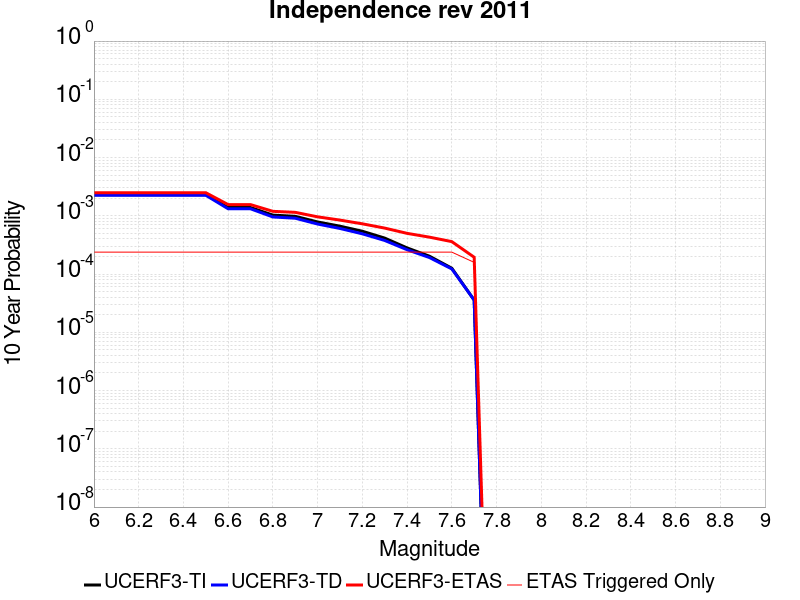 Independence rev 2011
10 0
10 -1
10 -2
10 -3
10 -4
10 -5
10 -6
10 -7
10 -8
10 Year Probability
6 6.2 6.4 6.6 6.8 7 7.2 7.4 7.6 7.8 8 8.2 8.4 8.6 8.8 9
Magnitude
UCERF3-TI UCERF3-TD UCERF3-ETAS ETAS Triggered Only